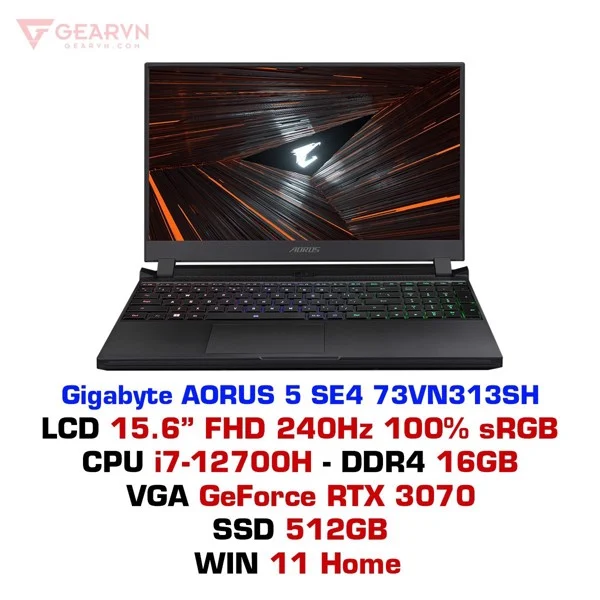 GEARVN
GEARVN.COM
AORUS
Gigabyte AORUS 5 SE4 73VN313SH
LCD 15.6” FHD 240Hz 100% sRGB
CPU i7-12700H - DDR4 16GB
VGA GeForce RTX 3070
SSD 512GB
WIN 11 Home